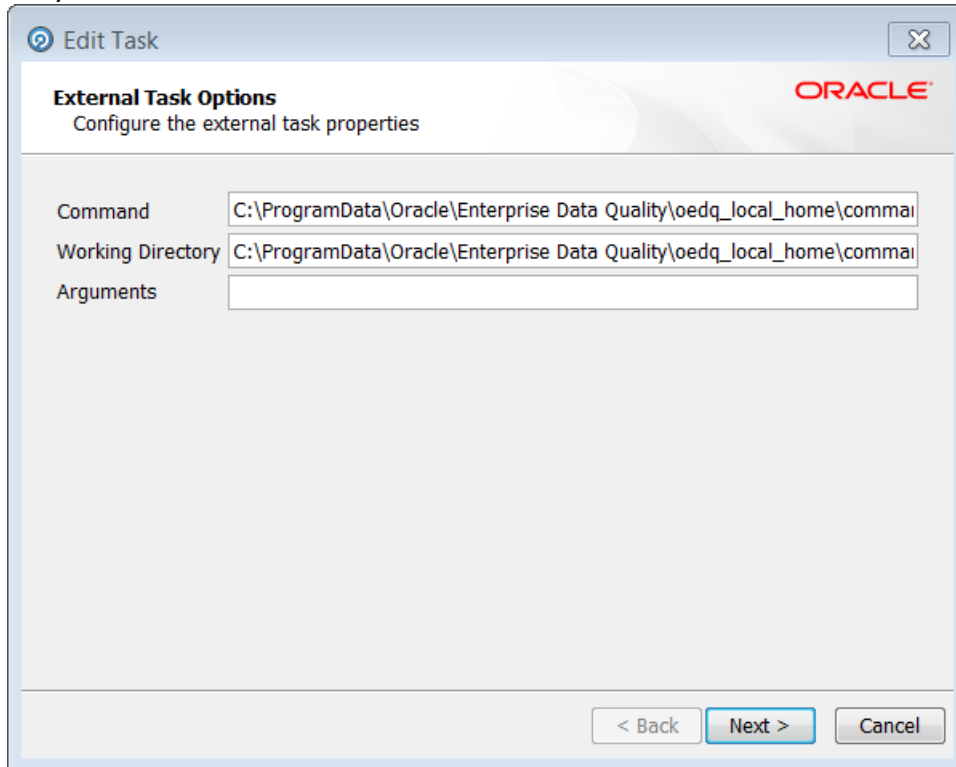 Edit Task
External Task Options
ORACLE
Configure the external task properties
Command C:\ProgramData\Oracle\Enterprise Data Quality\oedq_local_home\comma
Working Directory C:\ProgramData\Oracle\Enterprise Data Quality\oedq_local_home\comma
Arguments
< Back Next > Cancel